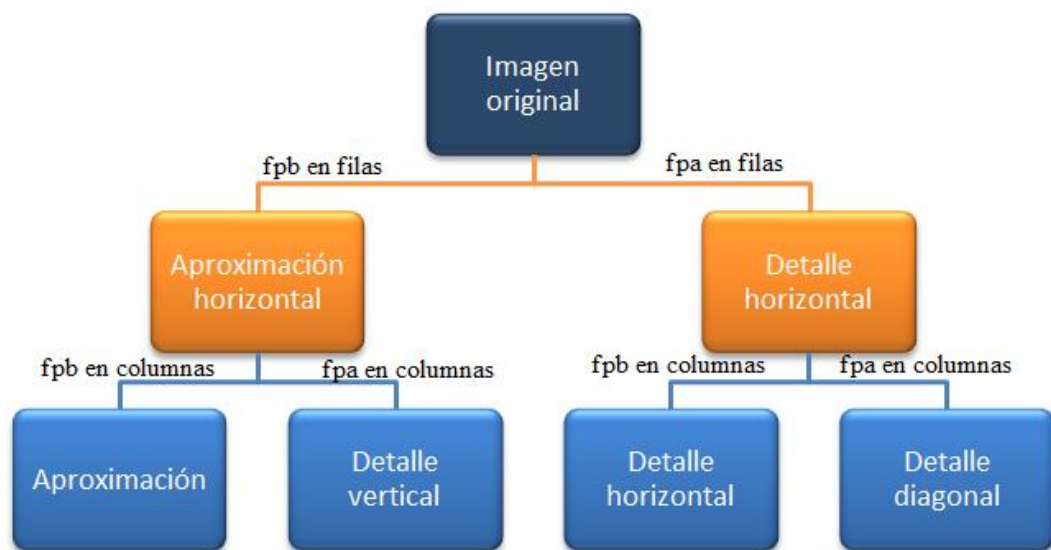 Imagen
original
fpb en filas
fpa en filas
Aproximación
horizontal
Detalle
horizontal
fpb en columnas
fpa en columnas
fpb en columnas
fpa en columnas
Aproximación
Detalle
vertical
Detalle
horizontal
Detalle
diagonal